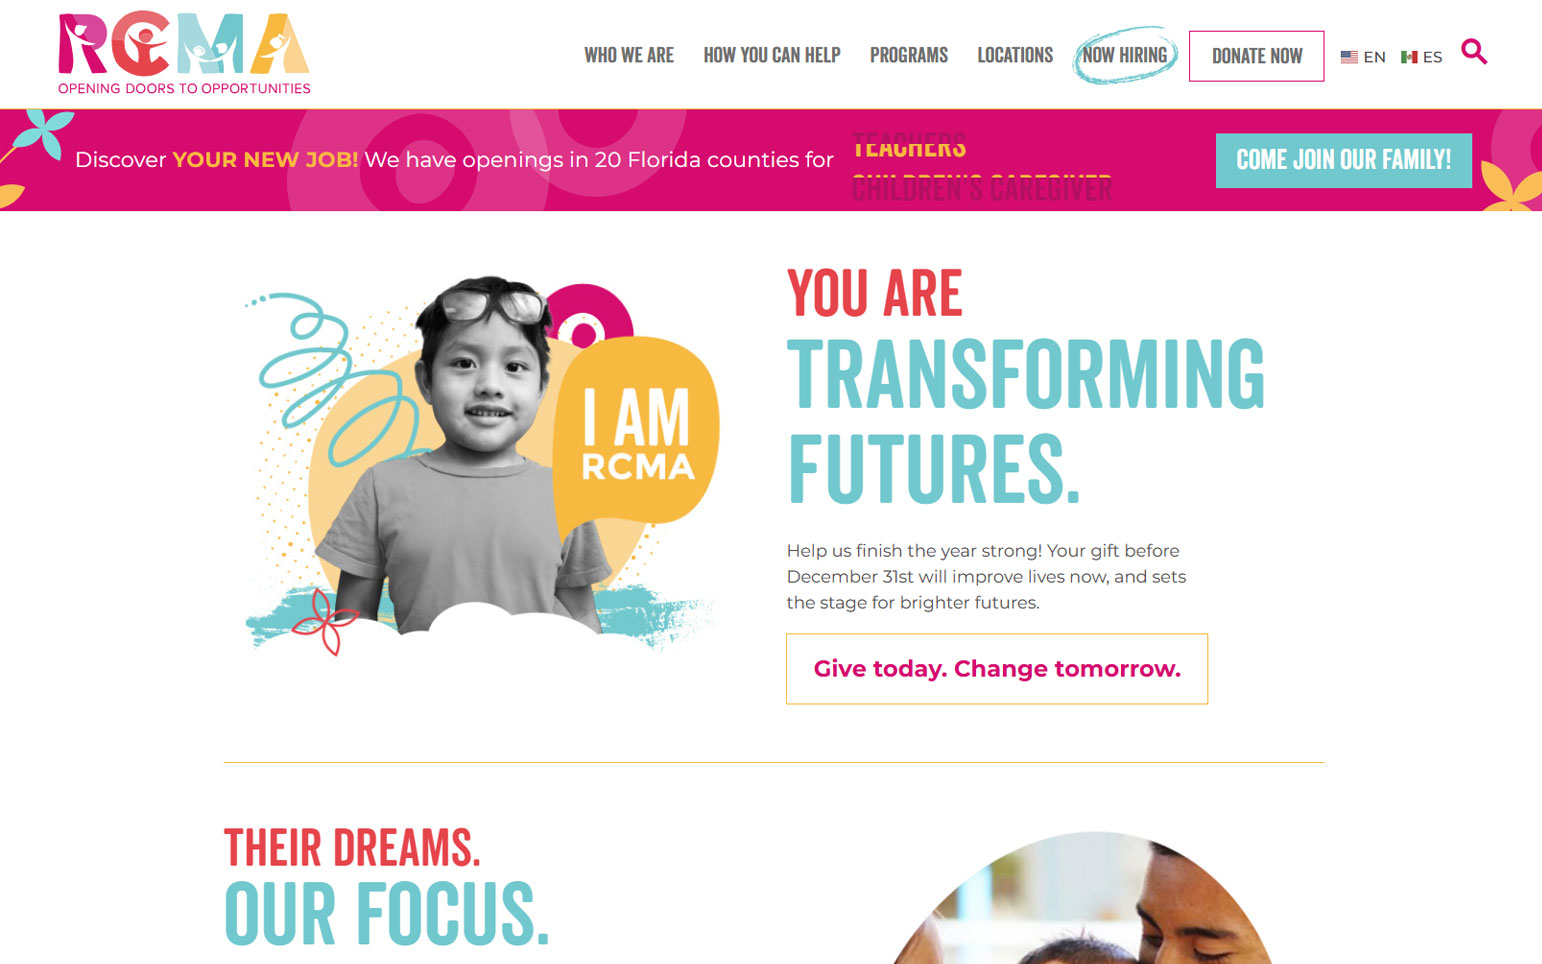 RCMA
OPENING DOORS TO OPPORTUNITIES
WHO WE ARE
HOW YOU CAN HELP
PROGRAMS
LOCATIONS
NOW HIRING
DONATE NOW
EN
ES
Discover YOUR NEW JOB! We have openings in 20 Florida counties for
TEACHERS
CHILDREN'S CAREGIVER
COME JOIN OUR FAMILY!
I AM
RCMA
YOU ARE
TRANSFORMING
FUTURES.
Help us finish the year strong! Your gift before
December 31st will improve lives now, and sets
the stage for brighter futures.
Give today. Change tomorrow.
THEIR DREAMS.
OUR FOCUS.